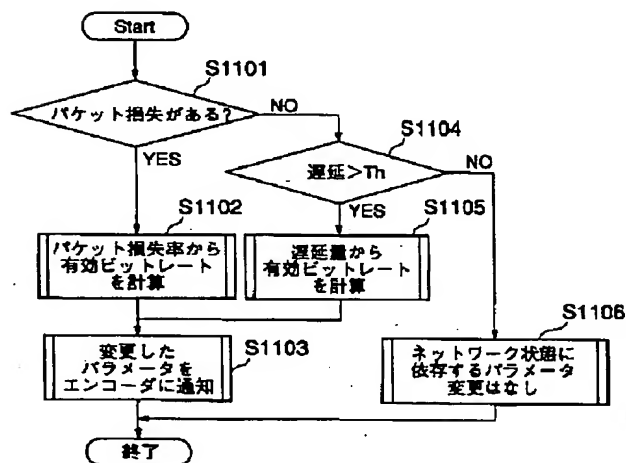 Start
S1101
パケット損失がある?
NO
YES
S1104
遅延>Th
NO
YES
S1102
パケット損失率から
有効ビットレート
を計算
S1105
遅延量から
有効ビットレート
を計算
S1103
変更した
パラメータを
エンコーダに通知
S1106
ネットワーク状態に
依存するパラメータ
変更はなし
終了